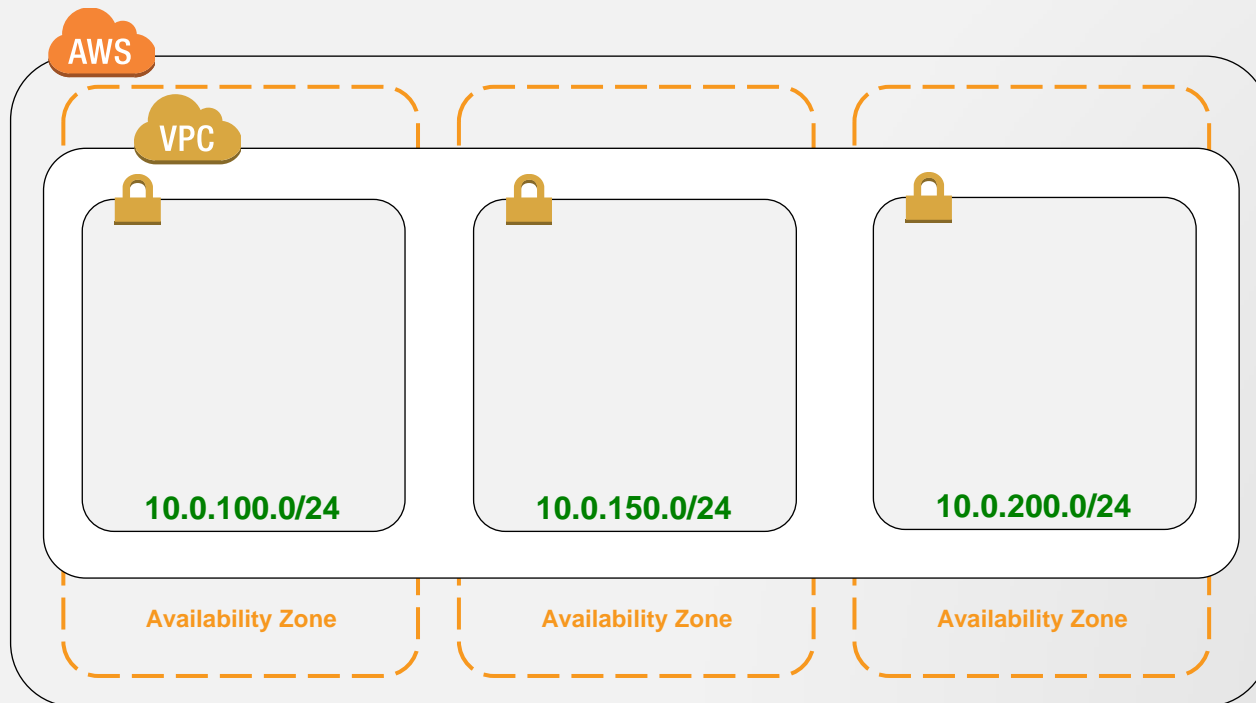 AWS
VPC
10.0.100.0/24
10.0.150.0/24
10.0.200.0/24
Availability Zone
Availability Zone
Availability Zone